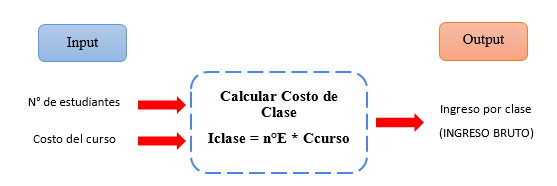 Input
Output
N° de estudiantes
Costo del curso
Calcular Costo de
Clase
Iclase = n°E * Ccurso
Ingreso por clase
(INGRESO BRUTO)